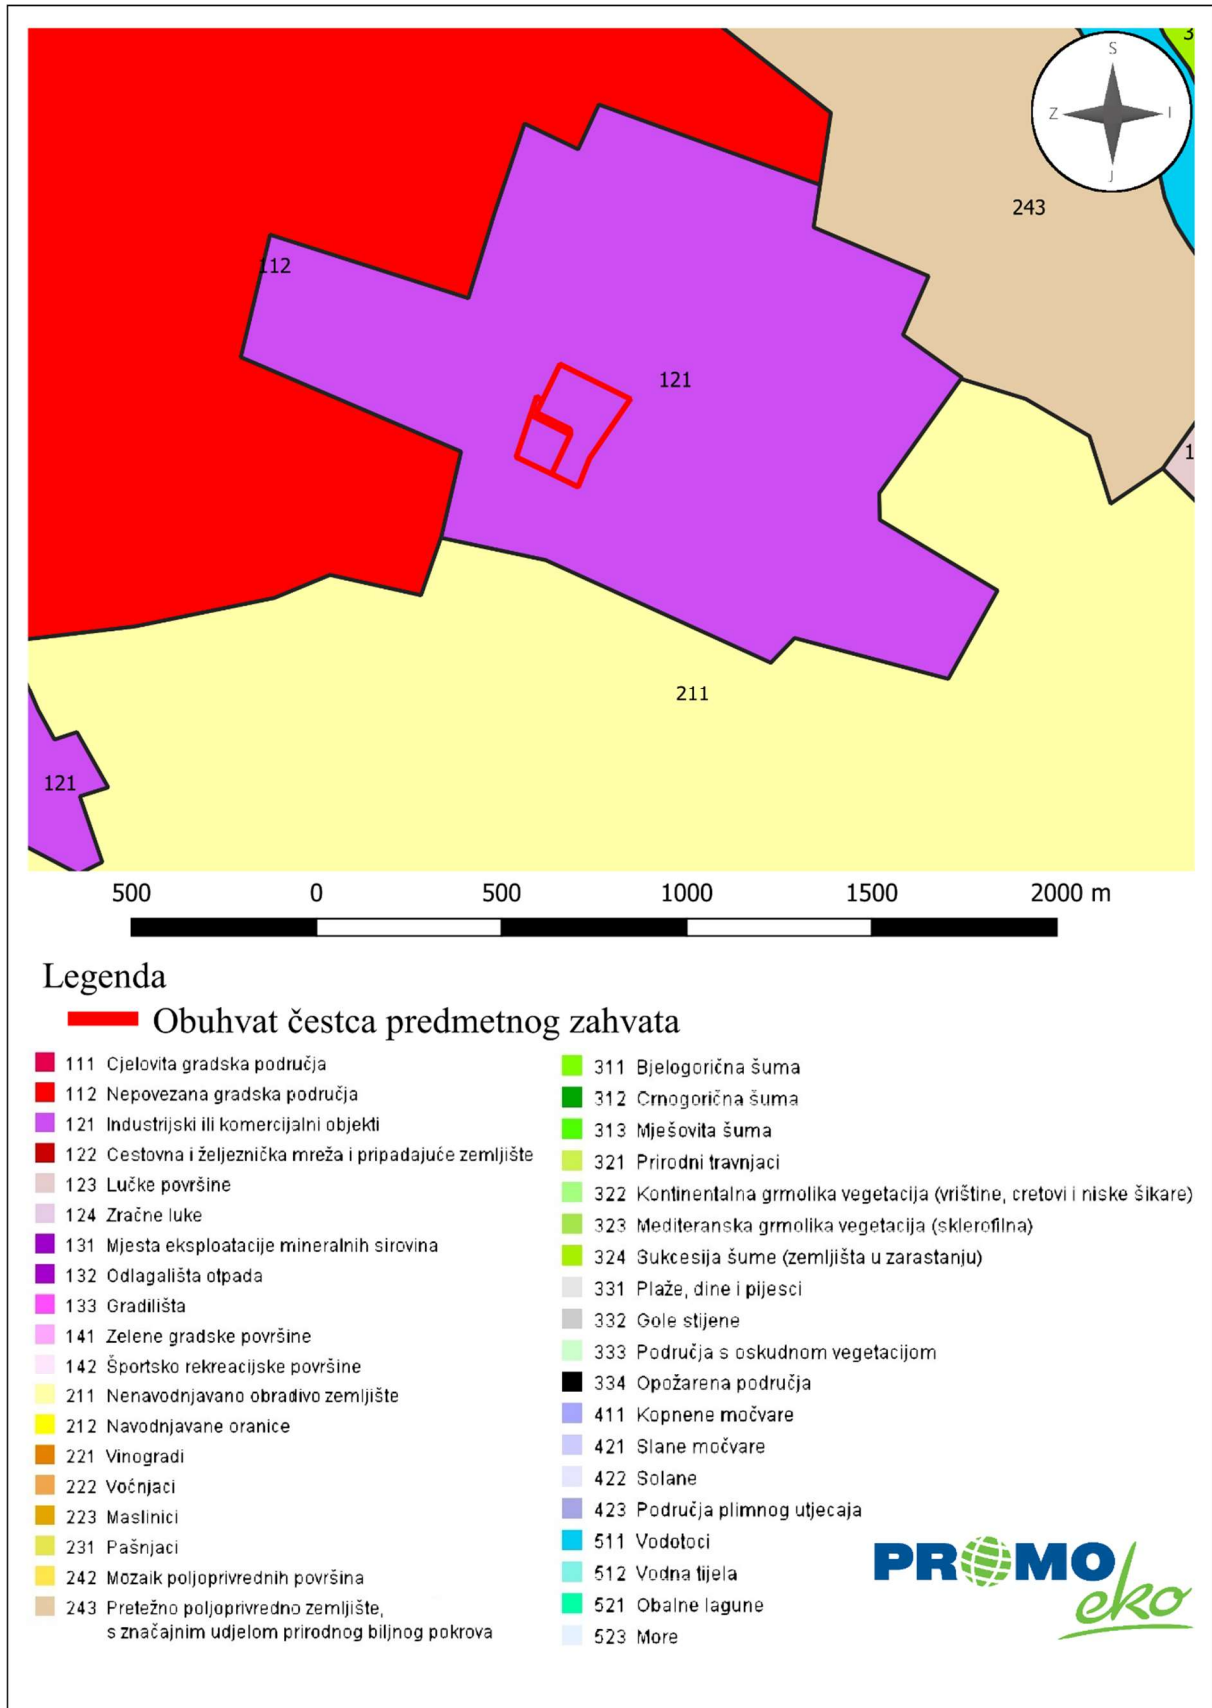 3
S
Z
I
J
243
112
121
1
211
121
500 0 500 1000 1500 2000 m
Legenda
Obuhvat čestca predmetnog zahvata
111 Cjelovita gradska područja
112 Nepovezana gradska područja
121 Industrijski ili komercijalni objekti
122 Cestovna i željeznička mreža i pripadajuće zemljište
123 Lučke površine
124 Zračne luke
131 Mjesta eksploatacije mineralnih sirovina
132 Odlagališta otpada
133 Gradilišta
141 Zelene gradske površine
142 Športsko rekreacijske površine
211 Nenavodnjavano obradivo zemljište
212 Navodnjavane oranice
221 Vinogradi
222 Voćnjaci
223 Maslinici
231 Pašnjaci
242 Mozaik poljoprivrednih površina
243 Pretežno poljoprivredno zemljište,
s značajnim udjelom prirodnog biljnog pokrova
311 Bjelogorična šuma
312 Crnogorična šuma
313 Mješovita šuma
321 Prirodni travnjaci
322 Kontinentalna grmolika vegetacija (vrištine, cretovi i niske šikare)
323 Mediteranska grmolika vegetacija (sklerofilna)
324 Sukcesija šume (zemljišta u zarastanju)
331 Plaže, dine i pijesci
332 Gole stijene
333 Područja s oskudnom vegetacijom
334 Opožarena područja
411 Kopnene močvare
421 Slane močvare
422 Solane
423 Područja plimnog utjecaja
511 Vodotoci
512 Vodna tijela
521 Obalne lagune
523 More
PROMO
eko